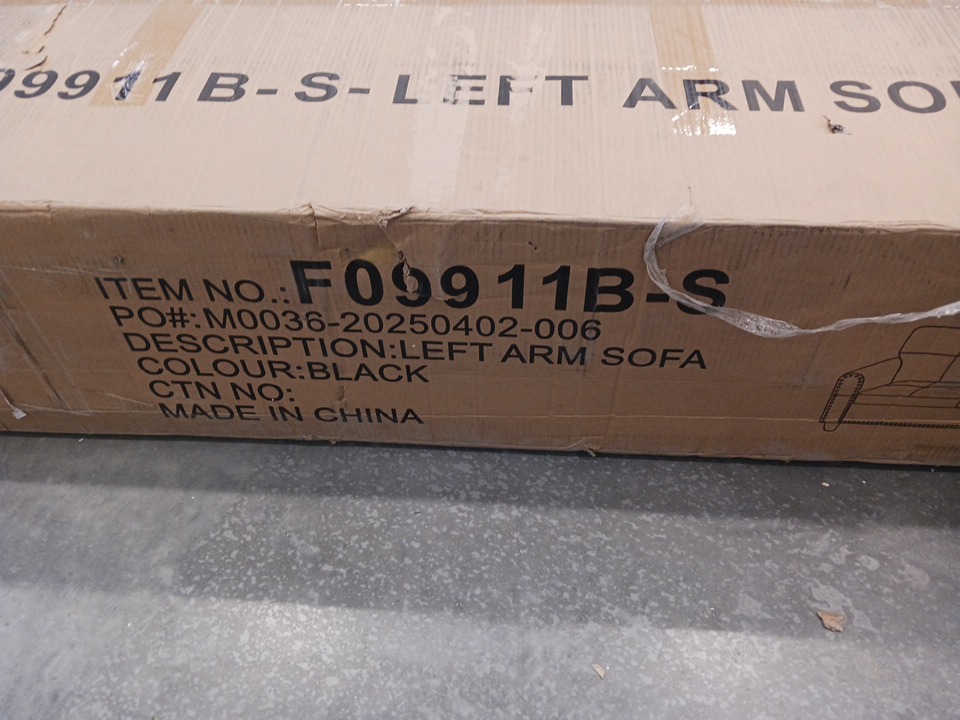 9911B-S-LEFT ARM SO
ITEM NO.: F09911B-S
PO#:M0036-20250402-006
DESCRIPTION:LEFT ARM SOFA
COLOUR:BLACK
CTN NO:
MADE IN CHINA